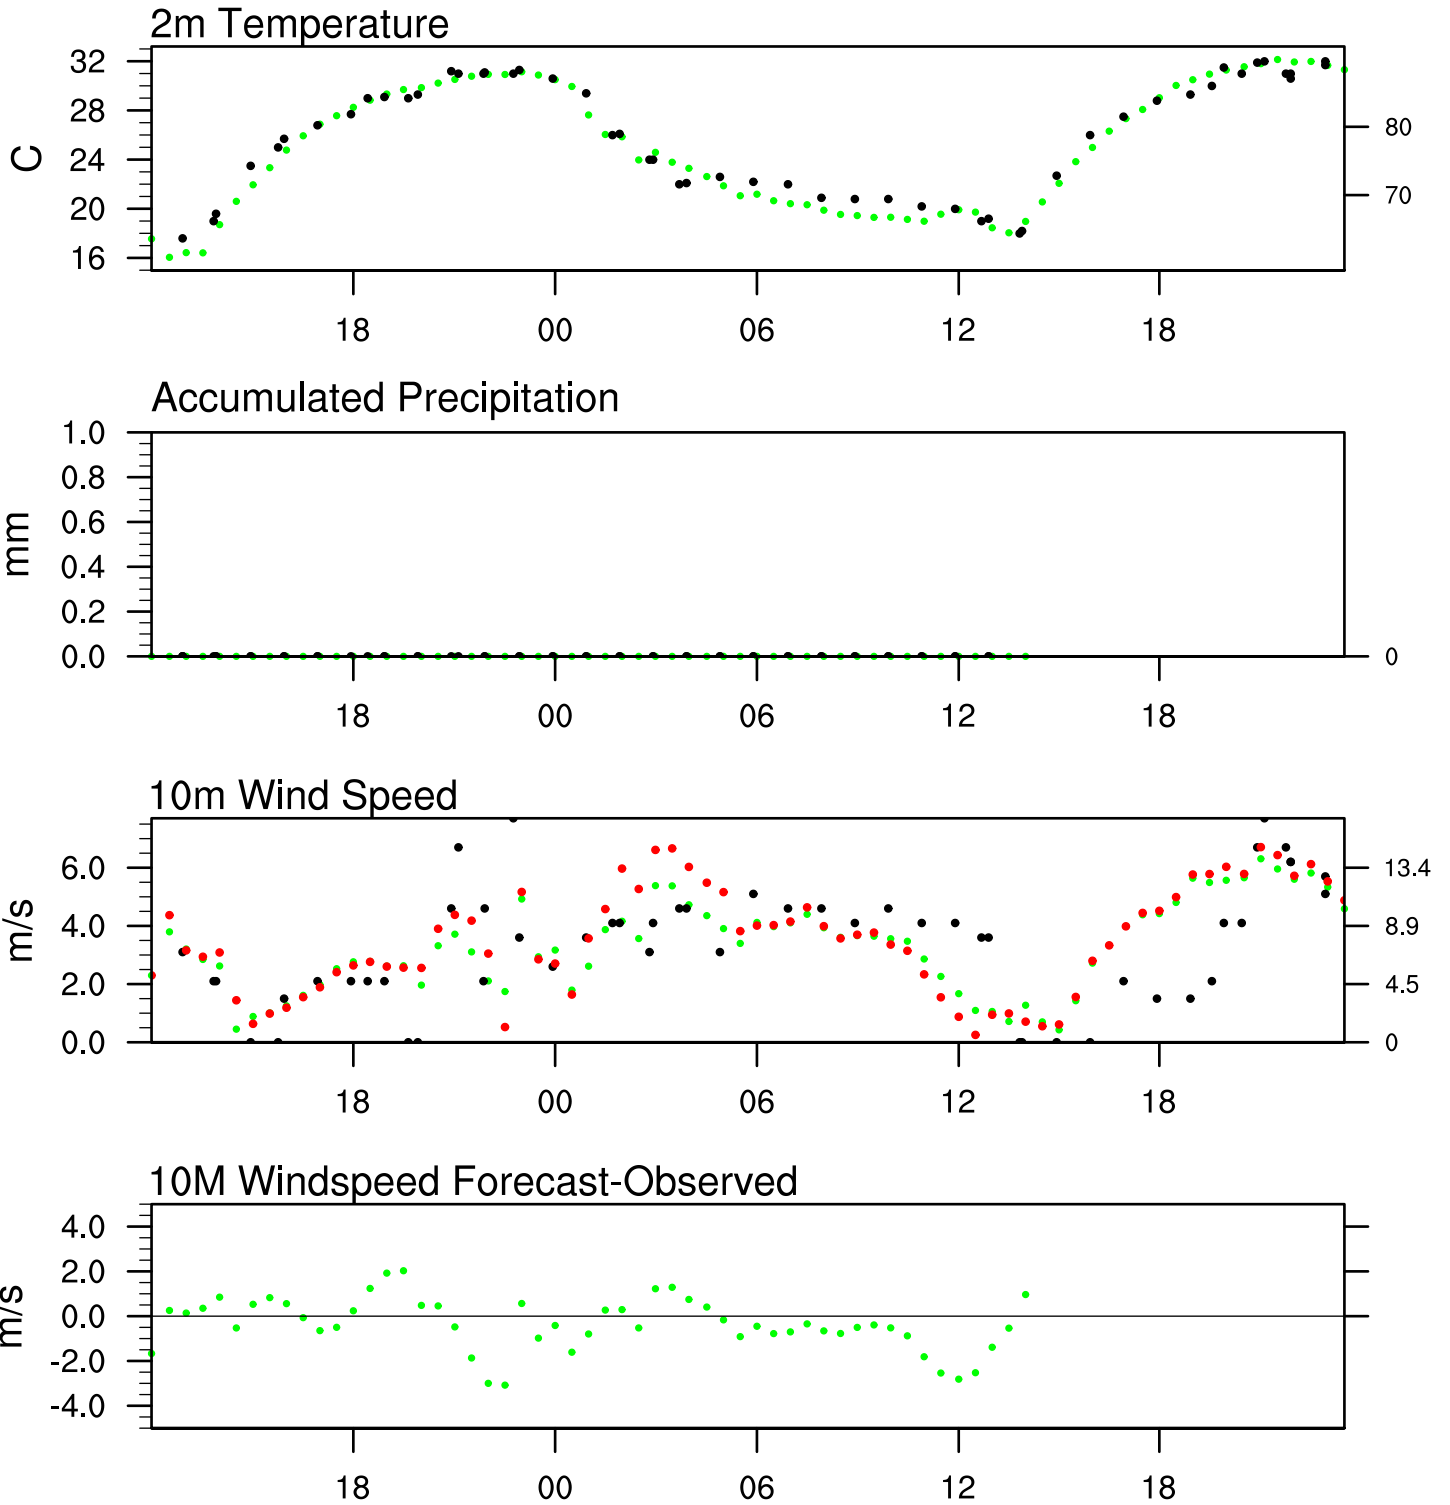 2m Temperature
32
28
24
20
16
C
80
70
18 00 06 12 18
Accumulated Precipitation
1.0
0.8
0.6
0.4
0.2
0.0
mm
0
18 00 06 12 18
10m Wind Speed
6.0
4.0
2.0
0.0
m/s
13.4
8.9
4.5
0
18 00 06 12 18
10M Windspeed Forecast-Observed
4.0
2.0
0.0
-2.0
-4.0
m/s
18 00 06 12 18